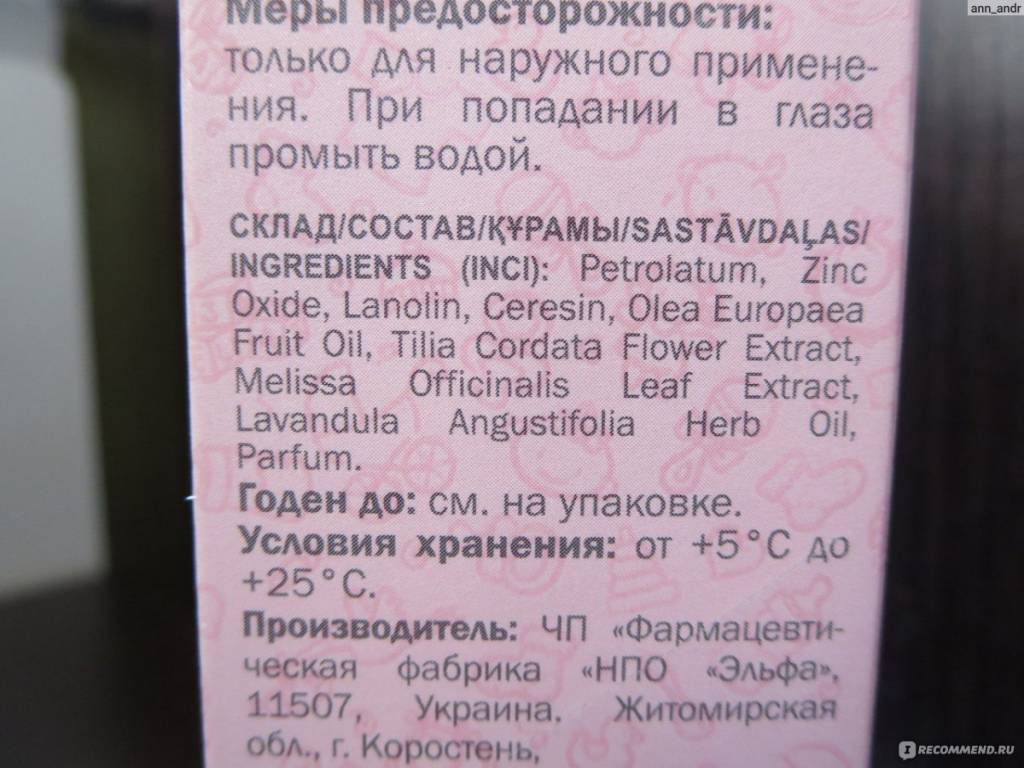 ann_andr
Меры предосторожности:
только для наружного примене-
ния. При попадании в глаза
промыть водой.
СКЛАД/СОСТАВ/ҚҰРАМЫ/SASTĀVDAĻAS/
INGREDIENTS (INCI): Petrolatum, Zinc
Oxide, Lanolin, Ceresin, Olea Europaea
Fruit Oil, Tilia Cordata Flower Extract,
Melissa Officinalis Leaf Extract,
Lavandula Angustifolia Herb Oil,
Parfum.
Годен до: см. на упаковке.
Условия хранения: от +5°С до
+25°С.
Производитель: ЧП «Фармацевти-
ческая фабрика «НПО «Эльфа»,
11507, Украина, Житомирская
обл., г. Коростень,
IRECOMMEND.RU